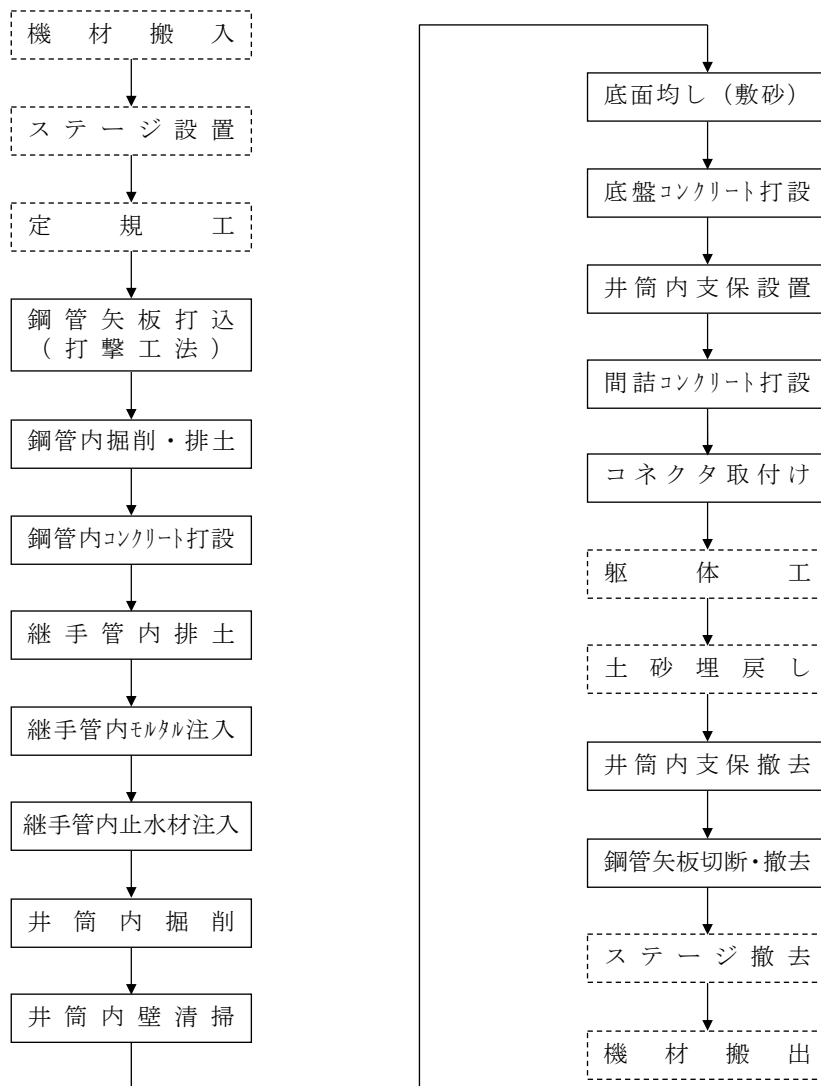 機材搬入
ステージ設置
定規工
鋼管矢板打込
(打撃工法)
鋼管内掘削・排土
鋼管内ｺﾝｸﾘｰﾄ打設
継手管内排土
継手管内ﾓﾙﾀﾙ注入
継手管内止水材注入
井筒内掘削
井筒内壁清掃
底面均し（敷砂）
底盤ｺﾝｸﾘｰﾄ打設
井筒内支保設置
間詰ｺﾝｸﾘｰﾄ打設
コネクタ取付け
躯体工
土砂埋戻し
井筒内支保撤去
鋼管矢板切断・撤去
ステージ撤去
機材搬出